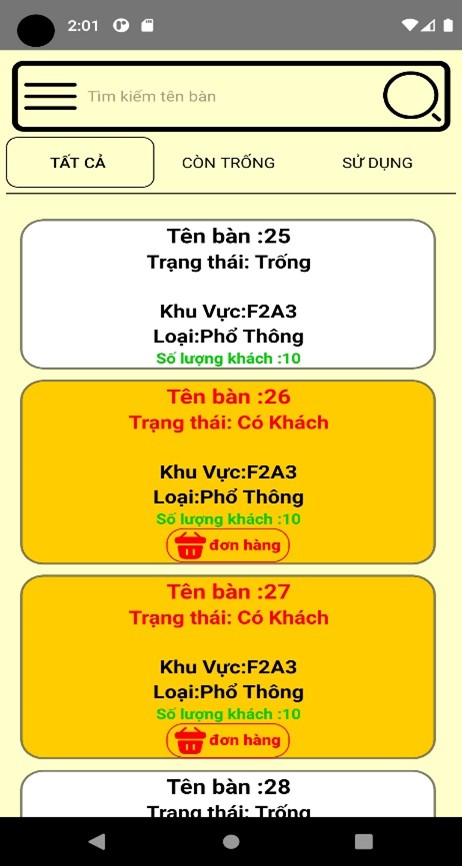 2:01
Tìm kiếm tên bàn
TẤT CẢ CÒN TRỐNG SỬ DỤNG
Tên bàn :25
Trạng thái: Trống
Khu Vực:F2A3
Loại:Phổ Thông
Số lượng khách :10
Tên bàn :26
Trạng thái: Có Khách
Khu Vực:F2A3
Loại:Phổ Thông
Số lượng khách :10
đơn hàng
Tên bàn :27
Trạng thái: Có Khách
Khu Vực:F2A3
Loại:Phổ Thông
Số lượng khách :10
đơn hàng
Tên bàn :28
Trạng thái: Trống